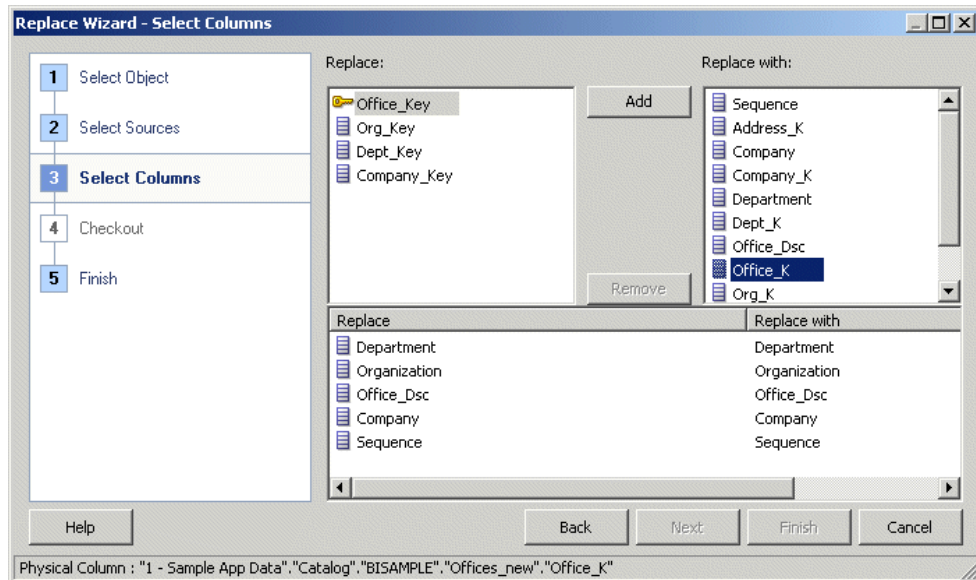 Replace Wizard - Select Columns
1 Select Object
2 Select Sources
3 Select Columns
4 Checkout
5 Finish
Replace:
Office_Key
Org_Key
Dept_Key
Company_Key
Add
Remove
Replace with:
Sequence
Address_K
Company
Company_K
Department
Dept_K
Office_Dsc
Office_K
Org_K
Replace Replace with
Department Department
Organization Organization
Office_Dsc Office_Dsc
Company Company
Sequence Sequence
Help Back Next Finish Cancel
Physical Column : "1 - Sample App Data"."Catalog"."BISAMPLE"."Offices_new"."Office_K"